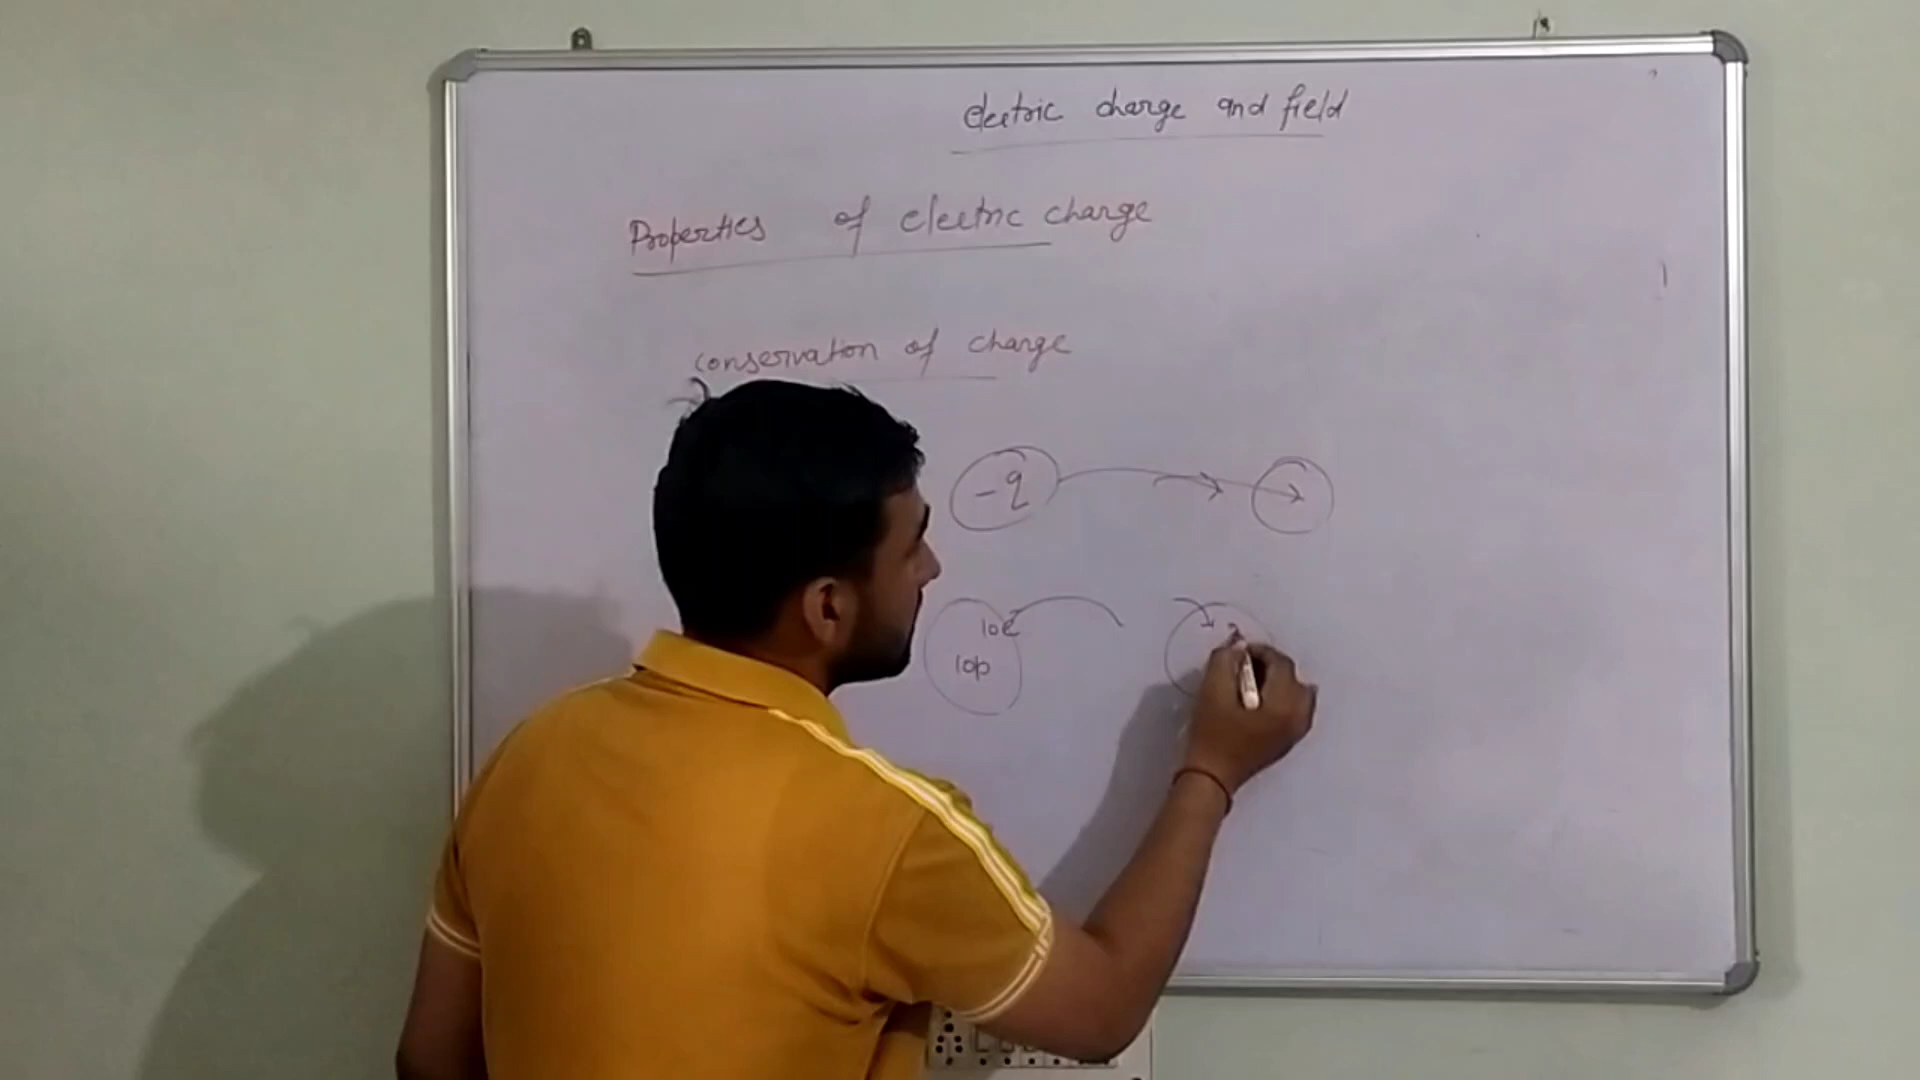 Electric charge and field
Properties of electric charge
conservation of charge
-q
10e
10p